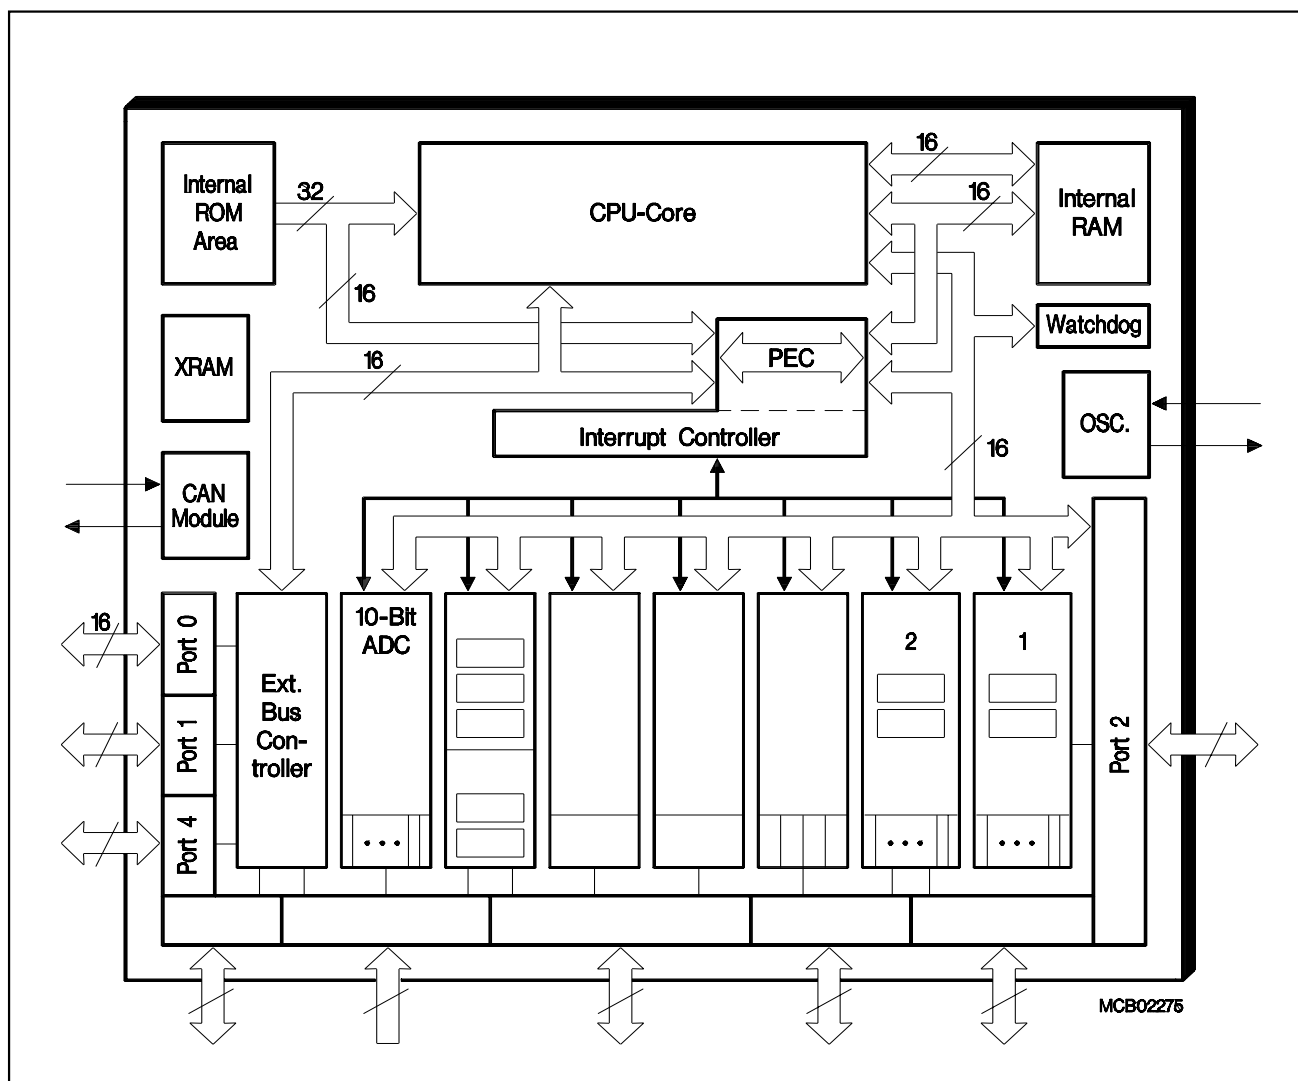 16
32
16
Internal
ROM
Area
CPU-Core
Internal
RAM
16
16
Watchdog
XRAM
PEC
OSC.
Interrupt Controller
16
CAN
Module
16
Port 0
10-Bit
ADC
2
1
Ext.
Bus
Con-
troller
Port 1
Port 2
Port 4
MCB02275